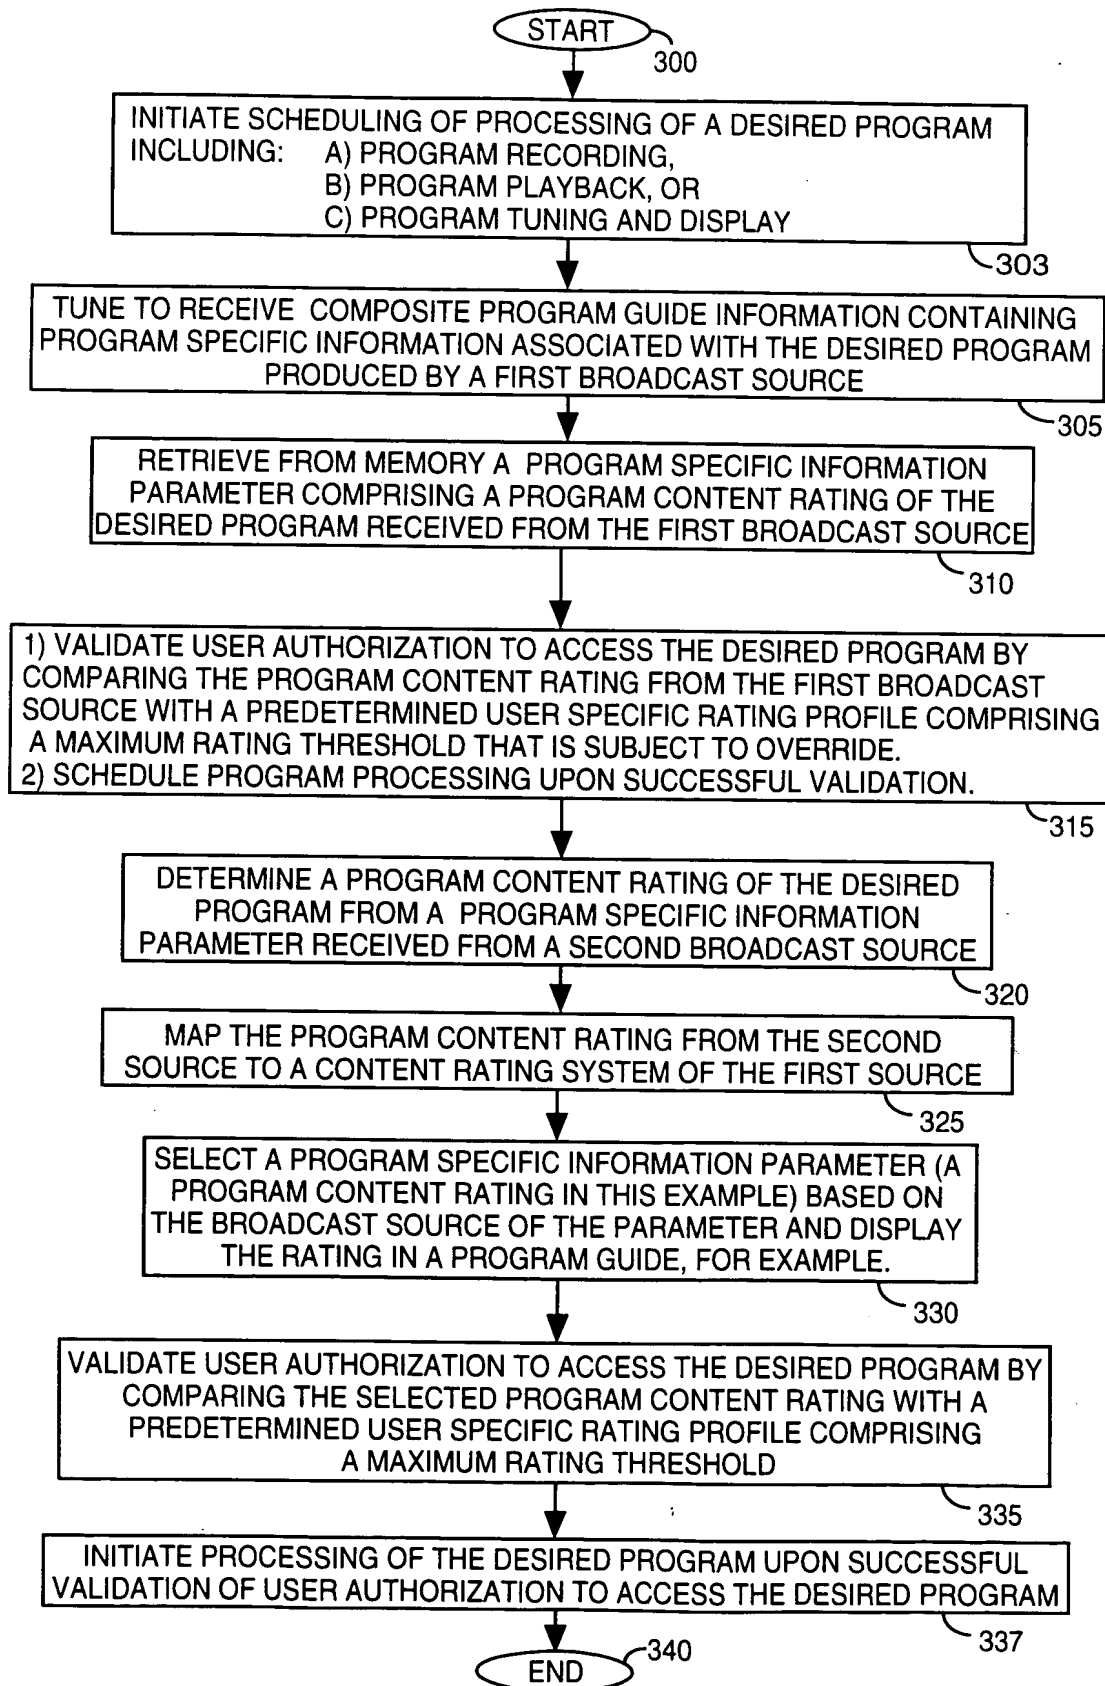 START
300
INITIATE SCHEDULING OF PROCESSING OF A DESIRED PROGRAM
INCLUDING: A) PROGRAM RECORDING,
B) PROGRAM PLAYBACK, OR
C) PROGRAM TUNING AND DISPLAY
303
TUNE TO RECEIVE COMPOSITE PROGRAM GUIDE INFORMATION CONTAINING
PROGRAM SPECIFIC INFORMATION ASSOCIATED WITH THE DESIRED PROGRAM
PRODUCED BY A FIRST BROADCAST SOURCE
305
RETRIEVE FROM MEMORY A PROGRAM SPECIFIC INFORMATION
PARAMETER COMPRISING A PROGRAM CONTENT RATING OF THE
DESIRED PROGRAM RECEIVED FROM THE FIRST BROADCAST SOURCE
310
1) VALIDATE USER AUTHORIZATION TO ACCESS THE DESIRED PROGRAM BY
COMPARING THE PROGRAM CONTENT RATING FROM THE FIRST BROADCAST
SOURCE WITH A PREDETERMINED USER SPECIFIC RATING PROFILE COMPRISING
A MAXIMUM RATING THRESHOLD THAT IS SUBJECT TO OVERRIDE.
2) SCHEDULE PROGRAM PROCESSING UPON SUCCESSFUL VALIDATION.
315
DETERMINE A PROGRAM CONTENT RATING OF THE DESIRED
PROGRAM FROM A PROGRAM SPECIFIC INFORMATION
PARAMETER RECEIVED FROM A SECOND BROADCAST SOURCE
320
MAP THE PROGRAM CONTENT RATING FROM THE SECOND
SOURCE TO A CONTENT RATING SYSTEM OF THE FIRST SOURCE
325
SELECT A PROGRAM SPECIFIC INFORMATION PARAMETER (A
PROGRAM CONTENT RATING IN THIS EXAMPLE) BASED ON
THE BROADCAST SOURCE OF THE PARAMETER AND DISPLAY
THE RATING IN A PROGRAM GUIDE, FOR EXAMPLE.
330
VALIDATE USER AUTHORIZATION TO ACCESS THE DESIRED PROGRAM BY
COMPARING THE SELECTED PROGRAM CONTENT RATING WITH A
PREDETERMINED USER SPECIFIC RATING PROFILE COMPRISING
A MAXIMUM RATING THRESHOLD
335
INITIATE PROCESSING OF THE DESIRED PROGRAM UPON SUCCESSFUL
VALIDATION OF USER AUTHORIZATION TO ACCESS THE DESIRED PROGRAM
337
340
END